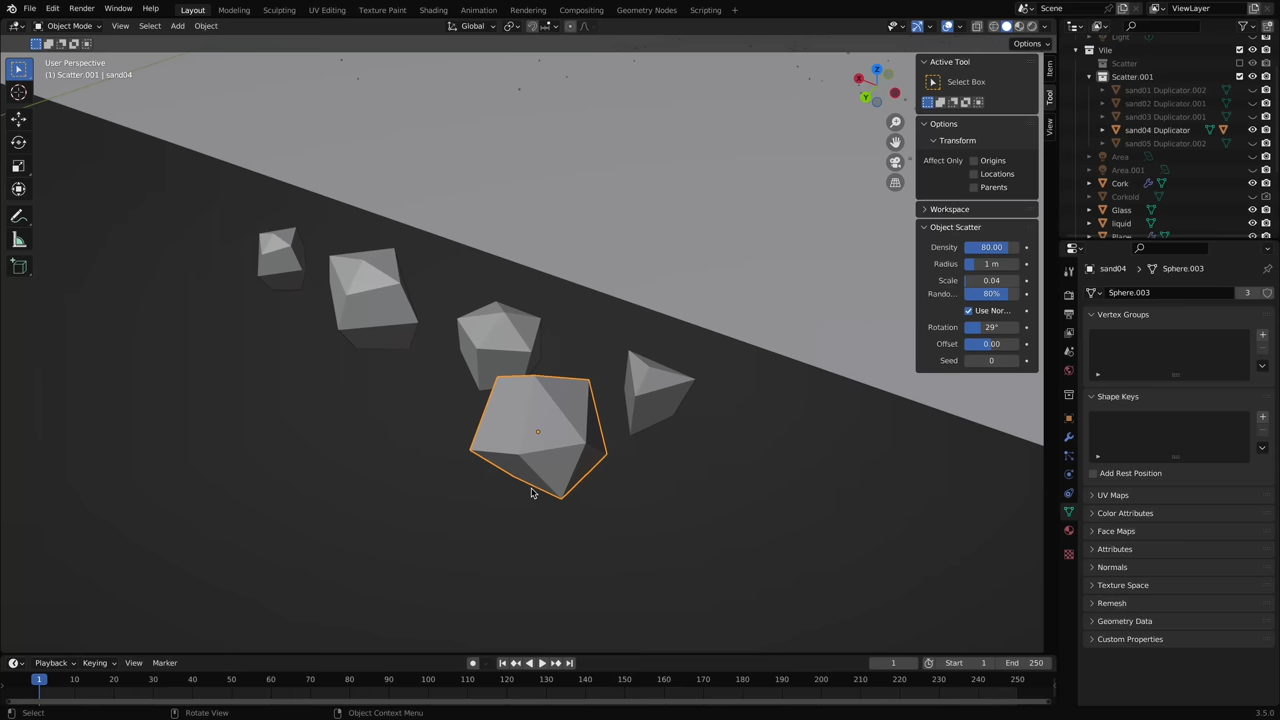 File Edit Render Window Help Layout Modeling Sculpting UV Editing Texture Paint Shading Animation Rendering Compositing Geometry Nodes Scripting Scene ViewLayer
Object Mode View Select Add Object Global
Options
User Perspective
(1) Scatter.001 | sand04
Active Tool
Select Box
Options
Transform
Affect Only Origins
Locations
Parents
Workspace
Object Scatter
Density 80.00
Radius 1 m
Scale 0.04
Rando... 80%
Use Nor...
Rotation 29°
Offset 0.00
Seed 0
Item
Tool
View
Z
X
Y
Light
Vile
Scatter
Scatter.001
sand01 Duplicator.002
sand02 Duplicator.001
sand03 Duplicator.001
sand04 Duplicator
sand05 Duplicator.002
Area
Area.001
Cork
Corkold
Glass
liquid
Plane
sand04 Sphere.003
Sphere.003 3
Vertex Groups
Shape Keys
Add Rest Position
UV Maps
Color Attributes
Face Maps
Attributes
Normals
Texture Space
Remesh
Geometry Data
Custom Properties
Playback Keying View Marker 1 Start 1 End 250
1 10 20 30 40 50 60 70 80 90 100 110 120 130 140 150 160 170 180 190 200 210 220 230 240 250
Select Rotate View Object Context Menu 3.5.0